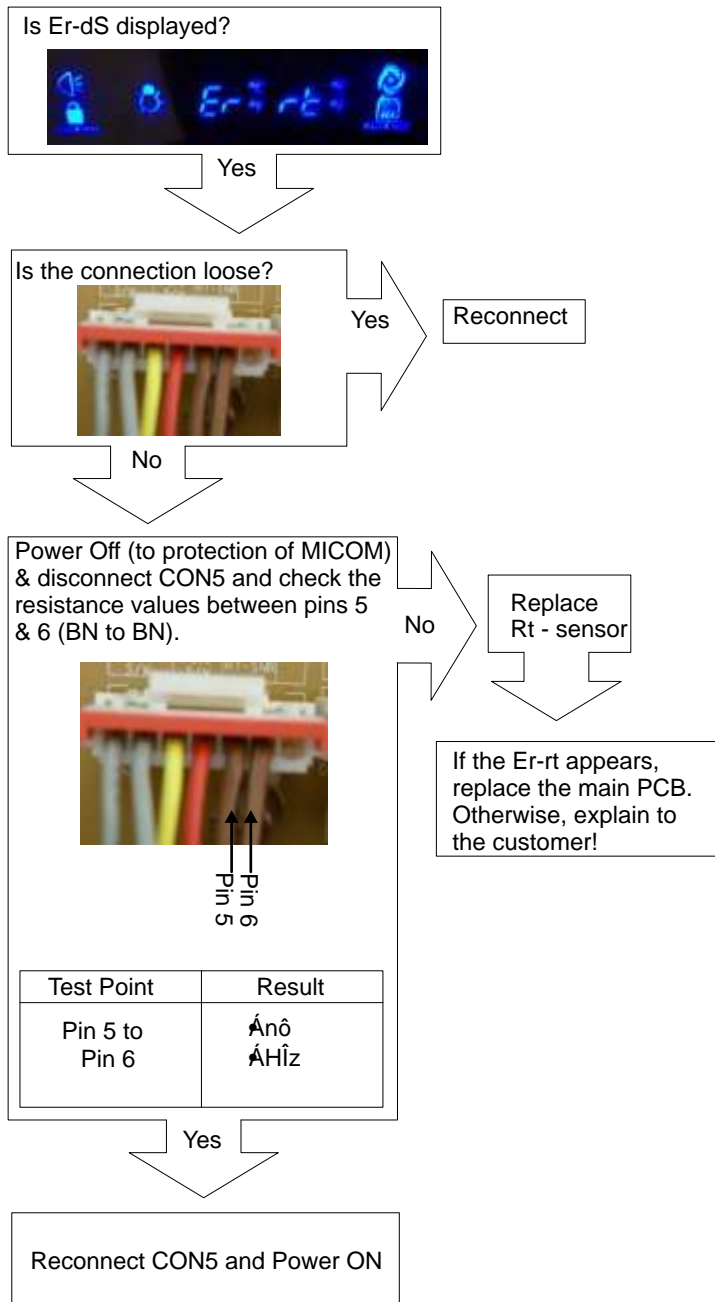 Is Er-dS displayed?
Er rt
Yes
Is the connection loose?
Yes
Reconnect
No
Power Off (to protection of MICOM)
& disconnect CON5 and check the
resistance values between pins 5
& 6 (BN to BN).
No
Replace
Rt - sensor
If the Er-rt appears,
replace the main PCB.
Otherwise, explain to
the customer!
Pin 5
Pin 6
Test Point
Result
Pin 5 to
Pin 6
Ánô
ÁHÎz
Yes
Reconnect CON5 and Power ON